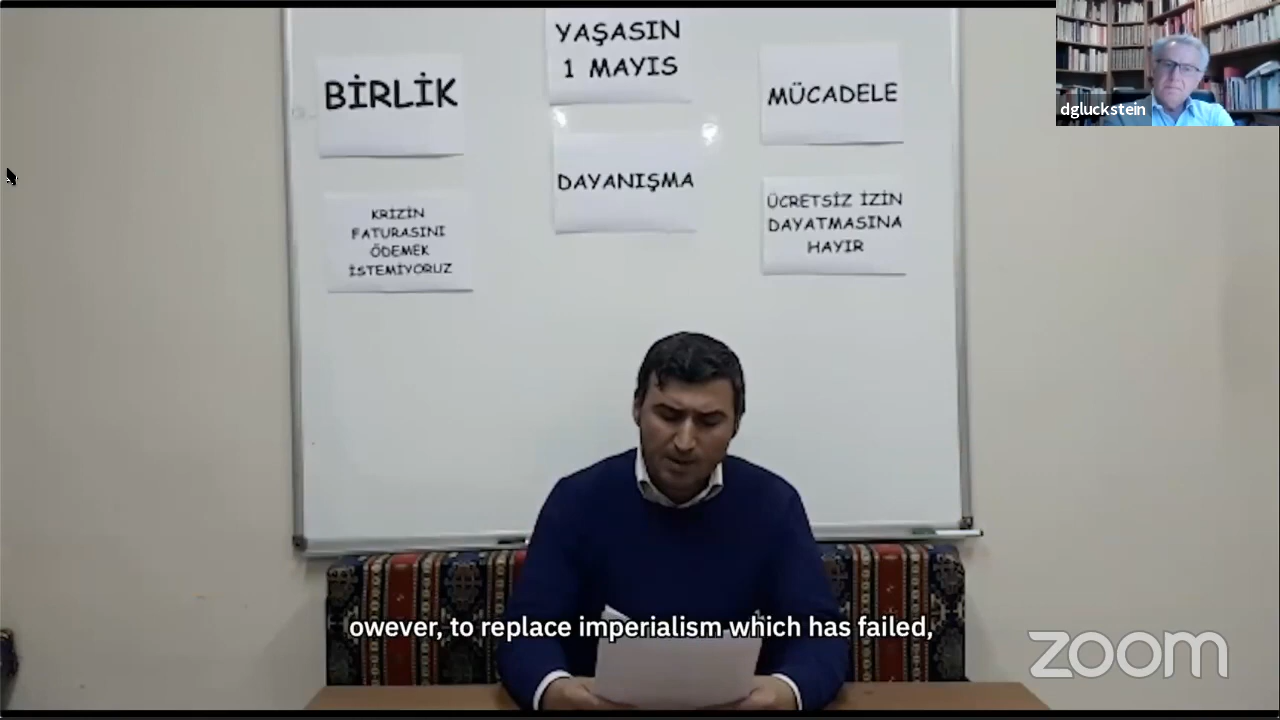 YAŞASIN
1 MAYIS
BİRLİK
MÜCADELE
DAYANIŞMA
KRİZİN
FATURASINI
ÖDEMEK
İSTEMİYORUZ
ÜCRETSİZ İZİN
DAYATMASINA
HAYIR
dgluckstein
owever, to replace imperialism which has failed,
zoom